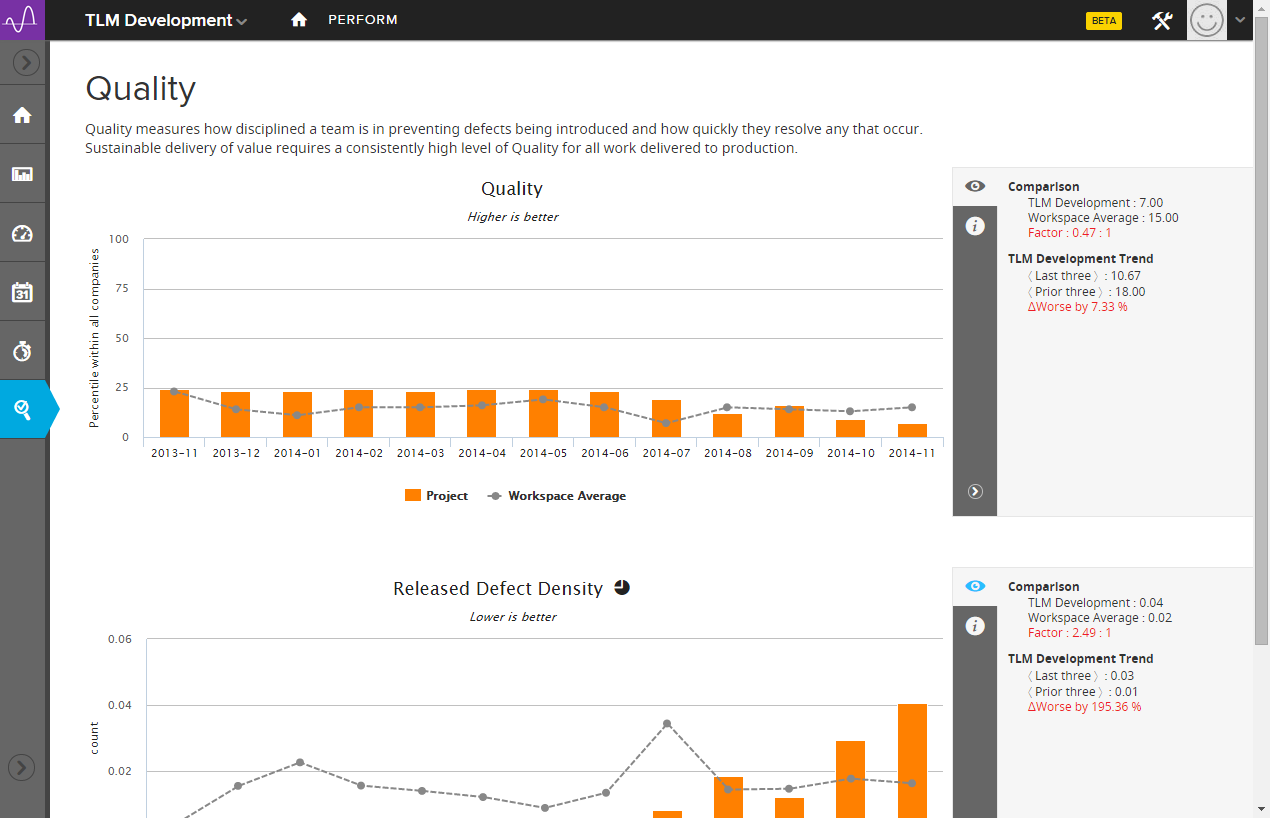 TLM Development
PERFORM
BETA
31
Quality
Quality measures how disciplined a team is in preventing defects being introduced and how quickly they resolve any that occur.
Sustainable delivery of value requires a consistently high level of Quality for all work delivered to production.
Quality
Higher is better
Percentile within all companies
100
75
50
25
0
2013-11 2013-12 2014-01 2014-02 2014-03 2014-04 2014-05 2014-06 2014-07 2014-08 2014-09 2014-10 2014-11
Project Workspace Average
i
Comparison
TLM Development : 7.00
Workspace Average : 15.00
Factor : 0.47 : 1
TLM Development Trend
〈 Last three 〉 : 10.67
〈 Prior three 〉 : 18.00
ΔWorse by 7.33 %
Released Defect Density
Lower is better
count
0.06
0.04
0.02
i
Comparison
TLM Development : 0.04
Workspace Average : 0.02
Factor : 2.49 : 1
TLM Development Trend
〈 Last three 〉 : 0.03
〈 Prior three 〉 : 0.01
ΔWorse by 195.36 %